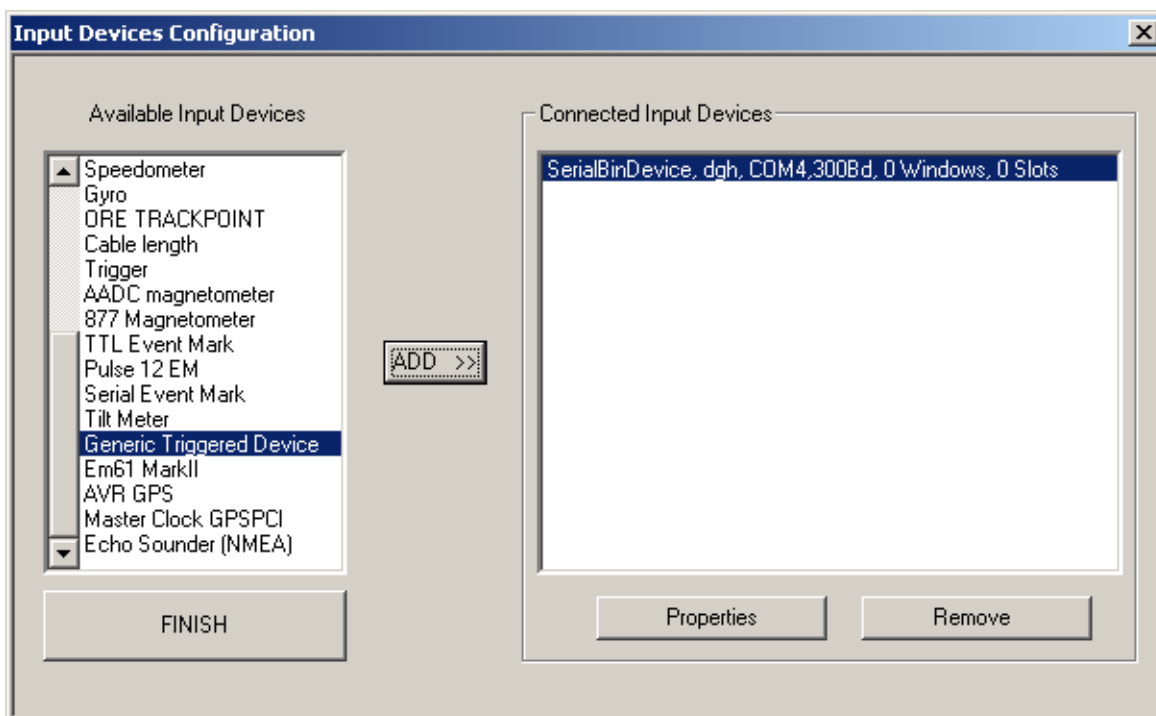 Input Devices Configuration
Available Input Devices
Speedometer
Gyro
ORE TRACKPOINT
Cable length
Trigger
AADC magnetometer
877 Magnetometer
TTL Event Mark
Pulse 12 EM
Serial Event Mark
Tilt Meter
Generic Triggered Device
Em61 MarkII
AVR GPS
Master Clock GPSPCI
Echo Sounder (NMEA)
FINISH
ADD >>
Connected Input Devices
SerialBinDevice, dgh, COM4,300Bd, 0 Windows, 0 Slots
Properties
Remove